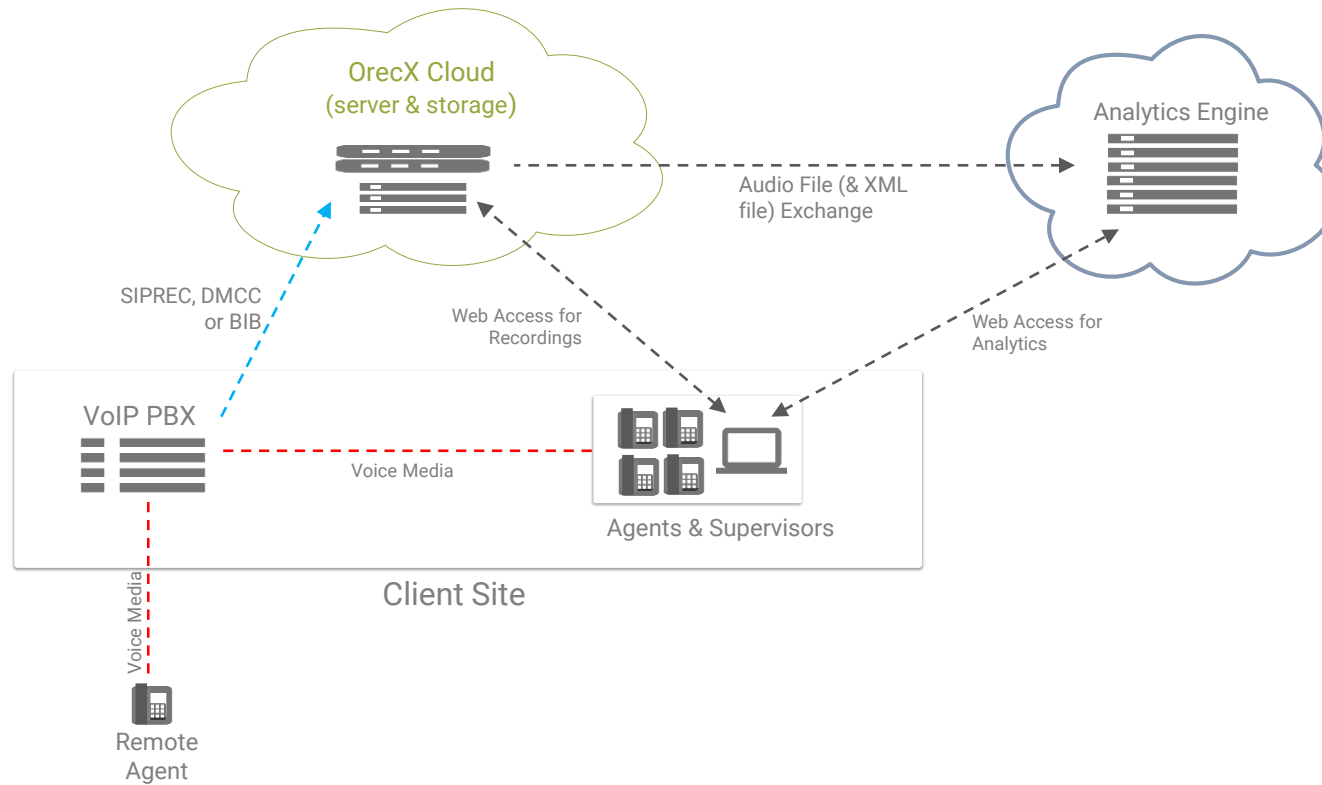 OrecX Cloud
(server & storage)
Analytics Engine
Audio File (& XML
file) Exchange
SIPREC, DMCC
or BIB
Web Access for
Recordings
Web Access for
Analytics
VoIP PBX
Voice Media
Agents & Supervisors
Client Site
Voice Media
Remote
Agent